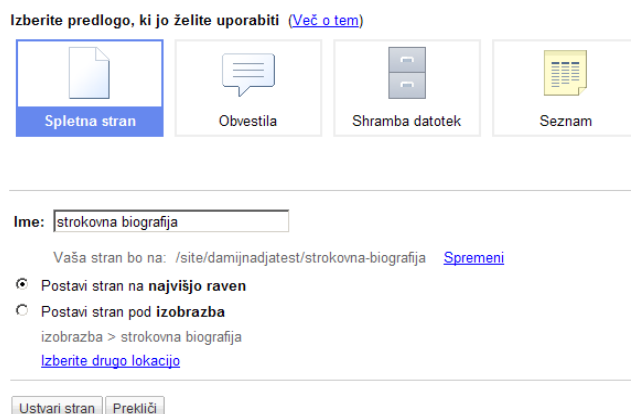 Izberite predlogo, ki jo želite uporabiti (Več o tem)
Spletna stran Obvestila Shramba datotek Seznam
Ime: strokovna biografija
Vaša stran bo na: /site/damijnadjatest/strokovna-biografija Spremeni
Postavi stran na najvišjo raven
Postavi stran pod izobrazba
izobrazba > strokovna biografija
Izberite drugo lokacijo
Ustvari stran Prekliči